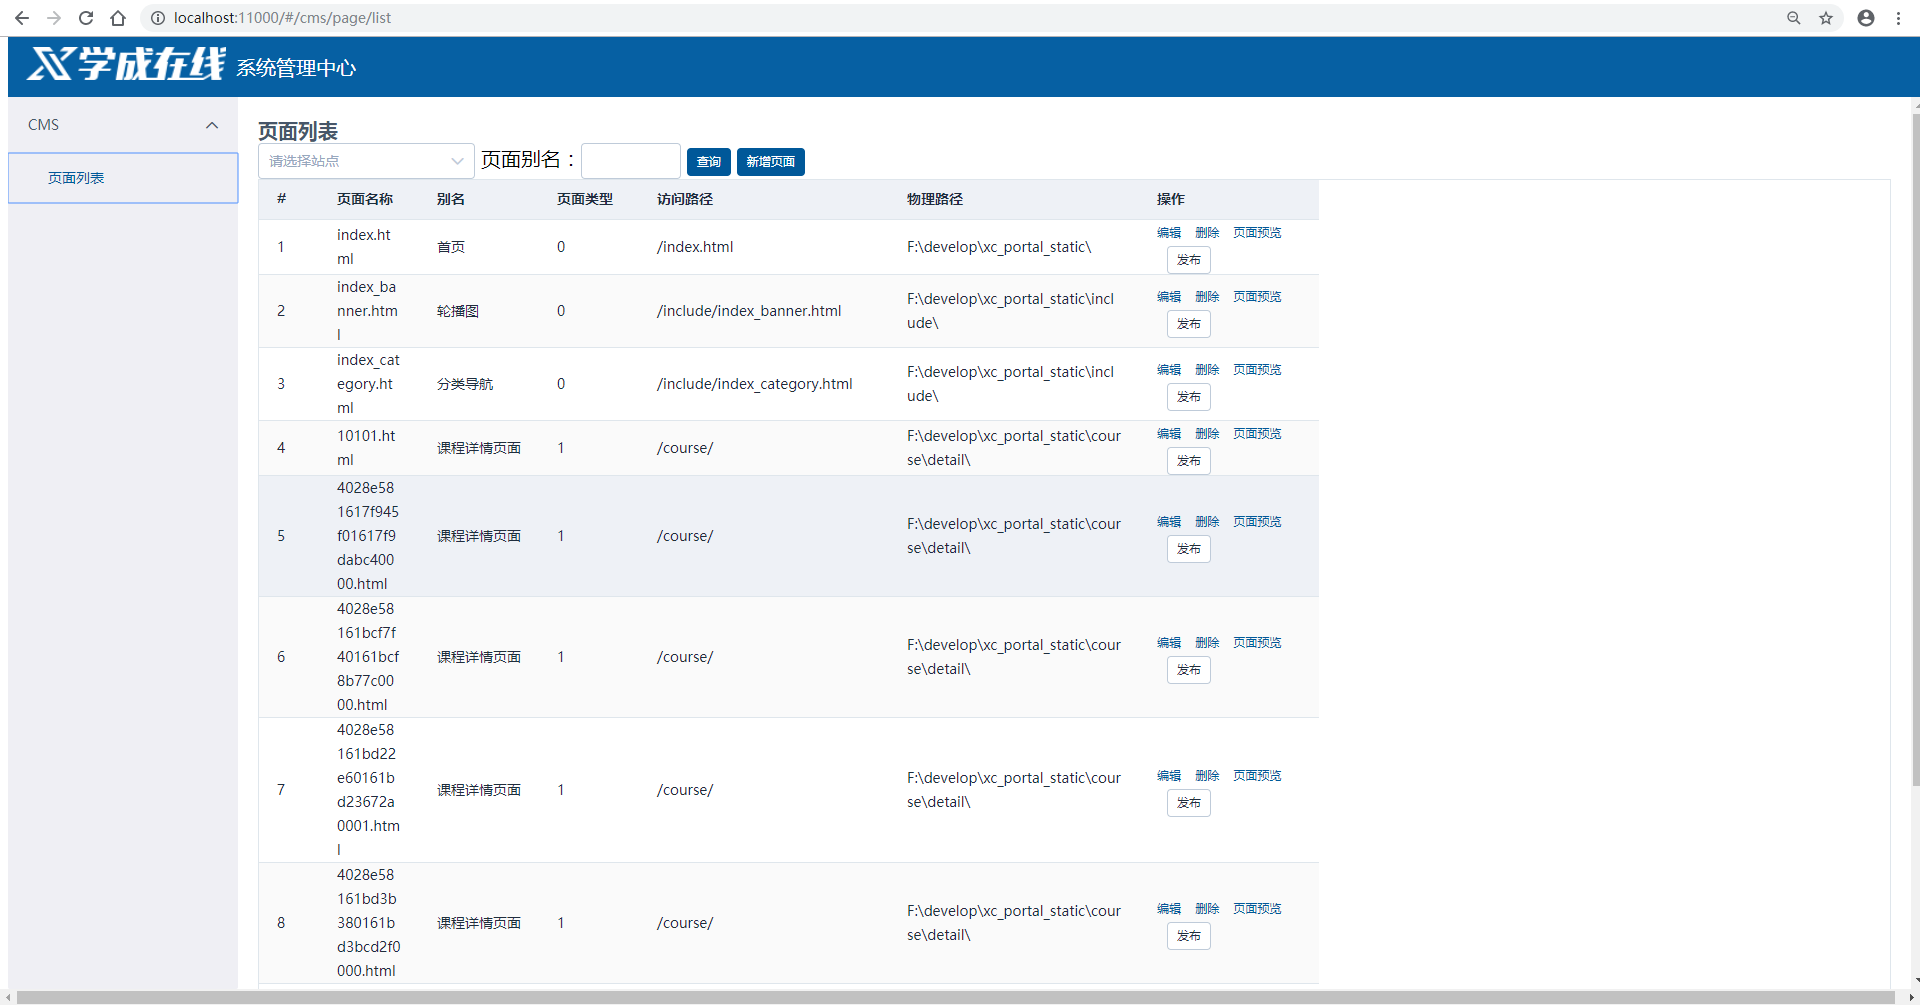 localhost:11000/#/cms/page/list
X学成在线 系统管理中心
CMS
页面列表
页面列表
请选择站点 页面别名： 查询 新增页面
# 页面名称 别名 页面类型 访问路径 物理路径 操作
1 index.html 首页 0 /index.html F:\develop\xc_portal_static\ 编辑 删除 页面预览
发布
2 index_banner.html 轮播图 0 /include/index_banner.html F:\develop\xc_portal_static\include\ 编辑 删除 页面预览
发布
3 index_category.html 分类导航 0 /include/index_category.html F:\develop\xc_portal_static\include\ 编辑 删除 页面预览
发布
4 10101.html 课程详情页面 1 /course/ F:\develop\xc_portal_static\course\detail\ 编辑 删除 页面预览
发布
5 4028e581617f945f01617f9dabc40000.html 课程详情页面 1 /course/ F:\develop\xc_portal_static\course\detail\ 编辑 删除 页面预览
发布
6 4028e58161bcf7f40161bcf8b77c0000.html 课程详情页面 1 /course/ F:\develop\xc_portal_static\course\detail\ 编辑 删除 页面预览
发布
7 4028e58161bd22e60161bd23672a0001.html 课程详情页面 1 /course/ F:\develop\xc_portal_static\course\detail\ 编辑 删除 页面预览
发布
8 4028e58161bd3b380161bd3bcd2f0000.html 课程详情页面 1 /course/ F:\develop\xc_portal_static\course\detail\ 编辑 删除 页面预览
发布